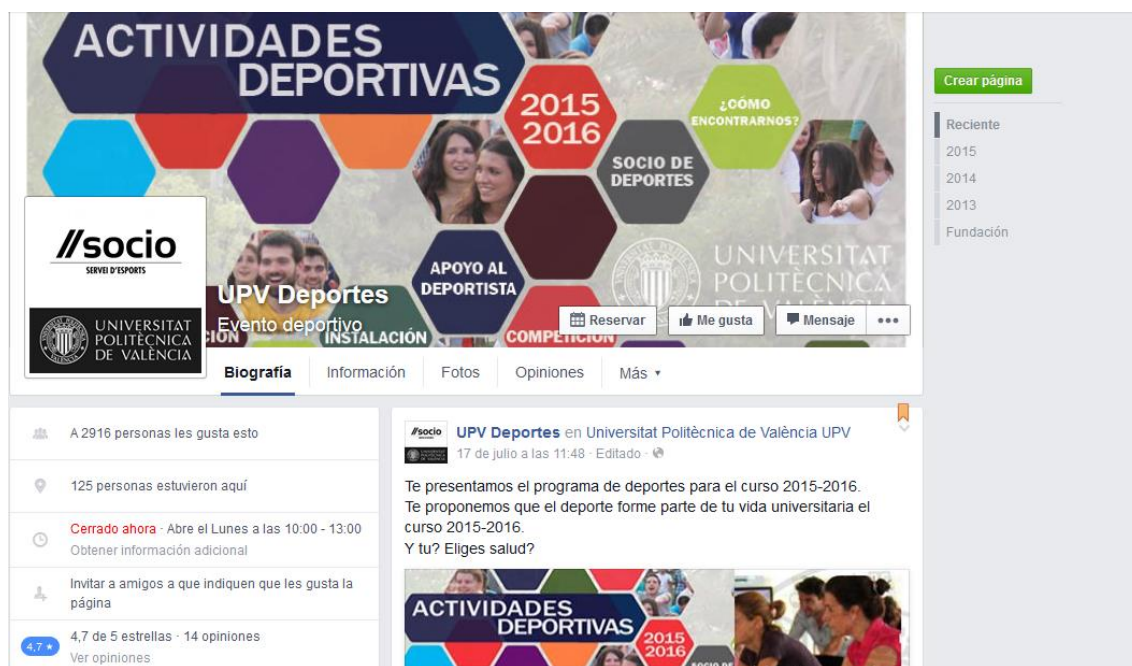 ACTIVIDADES
DEPORTIVAS
2015
2016
¿CÓMO
ENCONTRARNOS?
SOCIO DE
DEPORTES
APOYO AL
DEPORTISTA
INSTALACIÓN
COMPETICIÓN
UNIVERSITAT
POLITÈCNICA
DE VALÈNCIA
//socio
SERVEI D'ESPORTS
UNIVERSITAT
POLITÈCNICA
DE VALÈNCIA
UPV Deportes
Evento deportivo
Reservar
Me gusta
Mensaje
Biografía Información Fotos Opiniones Más
Crear página
Reciente
2015
2014
2013
Fundación
A 2916 personas les gusta esto
125 personas estuvieron aquí
Cerrado ahora · Abre el Lunes a las 10:00 - 13:00
Obtener información adicional
Invitar a amigos a que indiquen que les gusta la
página
4,7 ★
4,7 de 5 estrellas · 14 opiniones
Ver opiniones
//socio
UPV Deportes en Universitat Politècnica de València UPV
17 de julio a las 11:48 · Editado ·
Te presentamos el programa de deportes para el curso 2015-2016.
Te proponemos que el deporte forme parte de tu vida universitaria el
curso 2015-2016.
Y tu? Eliges salud?
ACTIVIDADES
DEPORTIVAS
2015
2016
SOCIO DE